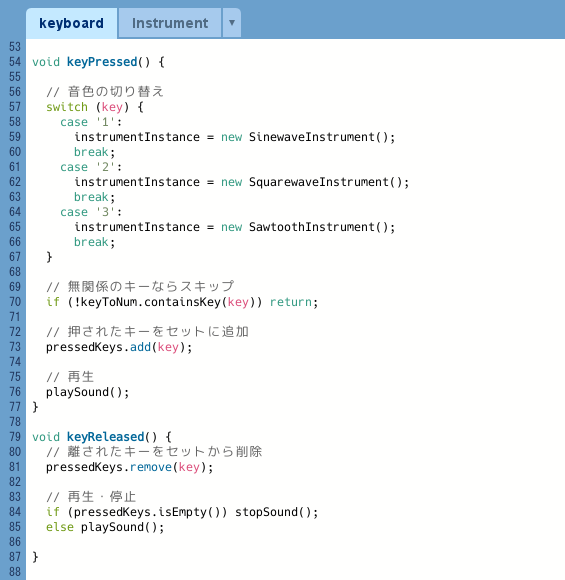 keyboard Instrument ▼
53
54 void keyPressed() {
55
56   // 音色の切り替え
57   switch (key) {
58     case '1':
59       instrumentInstance = new SinewaveInstrument();
60       break;
61     case '2':
62       instrumentInstance = new SquarewaveInstrument();
63       break;
64     case '3':
65       instrumentInstance = new SawtoothInstrument();
66       break;
67   }
68
69   // 無関係のキーならスキップ
70   if (!keyToNum.containsKey(key)) return;
71
72   // 押されたキーをセットに追加
73   pressedKeys.add(key);
74
75   // 再生
76   playSound();
77 }
78
79 void keyReleased() {
80   // 離されたキーをセットから削除
81   pressedKeys.remove(key);
82
83   // 再生・停止
84   if (pressedKeys.isEmpty()) stopSound();
85   else playSound();
86
87 }
88